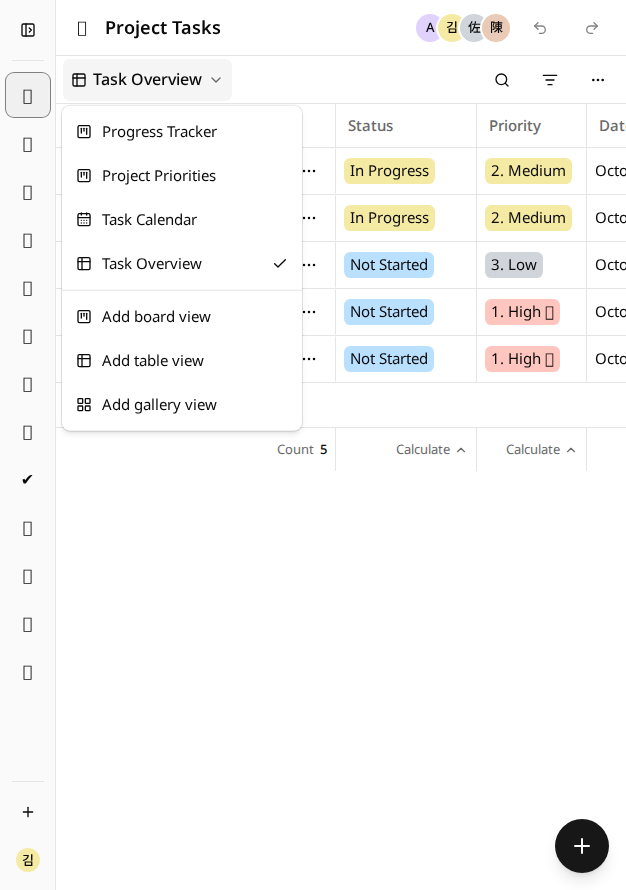 Project Tasks
A 김 佐 陳
Task Overview
Progress Tracker
Project Priorities
Task Calendar
Task Overview
Add board view
Add table view
Add gallery view
Status Priority Dat
In Progress 2. Medium Octo
In Progress 2. Medium Octo
Not Started 3. Low Octo
Not Started 1. High Octo
Not Started 1. High Octo
Count 5 Calculate Calculate
김